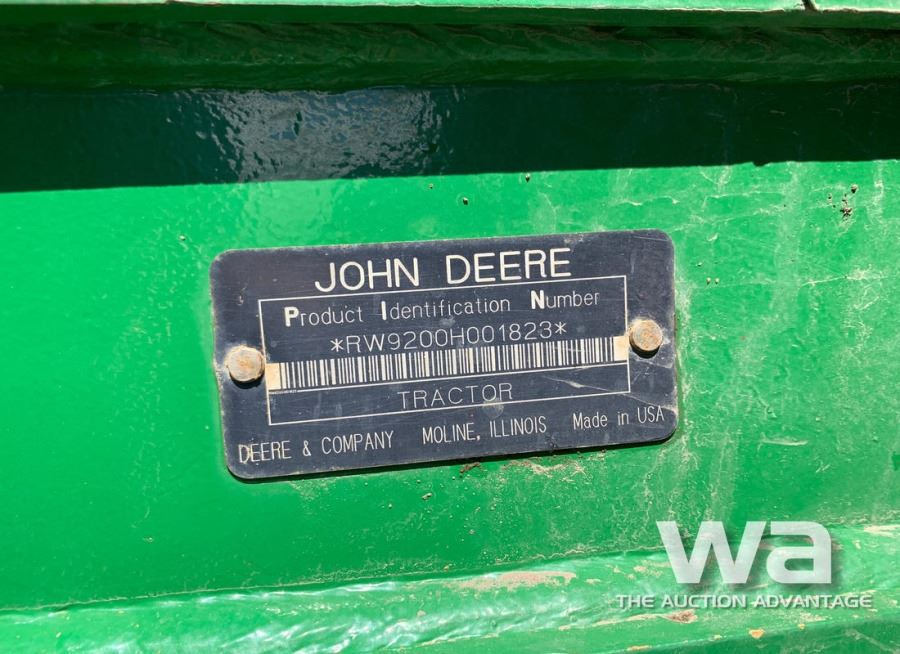 JOHN DEERE
Product Identification Number
*RW9200H001823*
TRACTOR
DEERE & COMPANY MOLINE, ILLINOIS Made in USA
wa
THE AUCTION ADVANTAGE